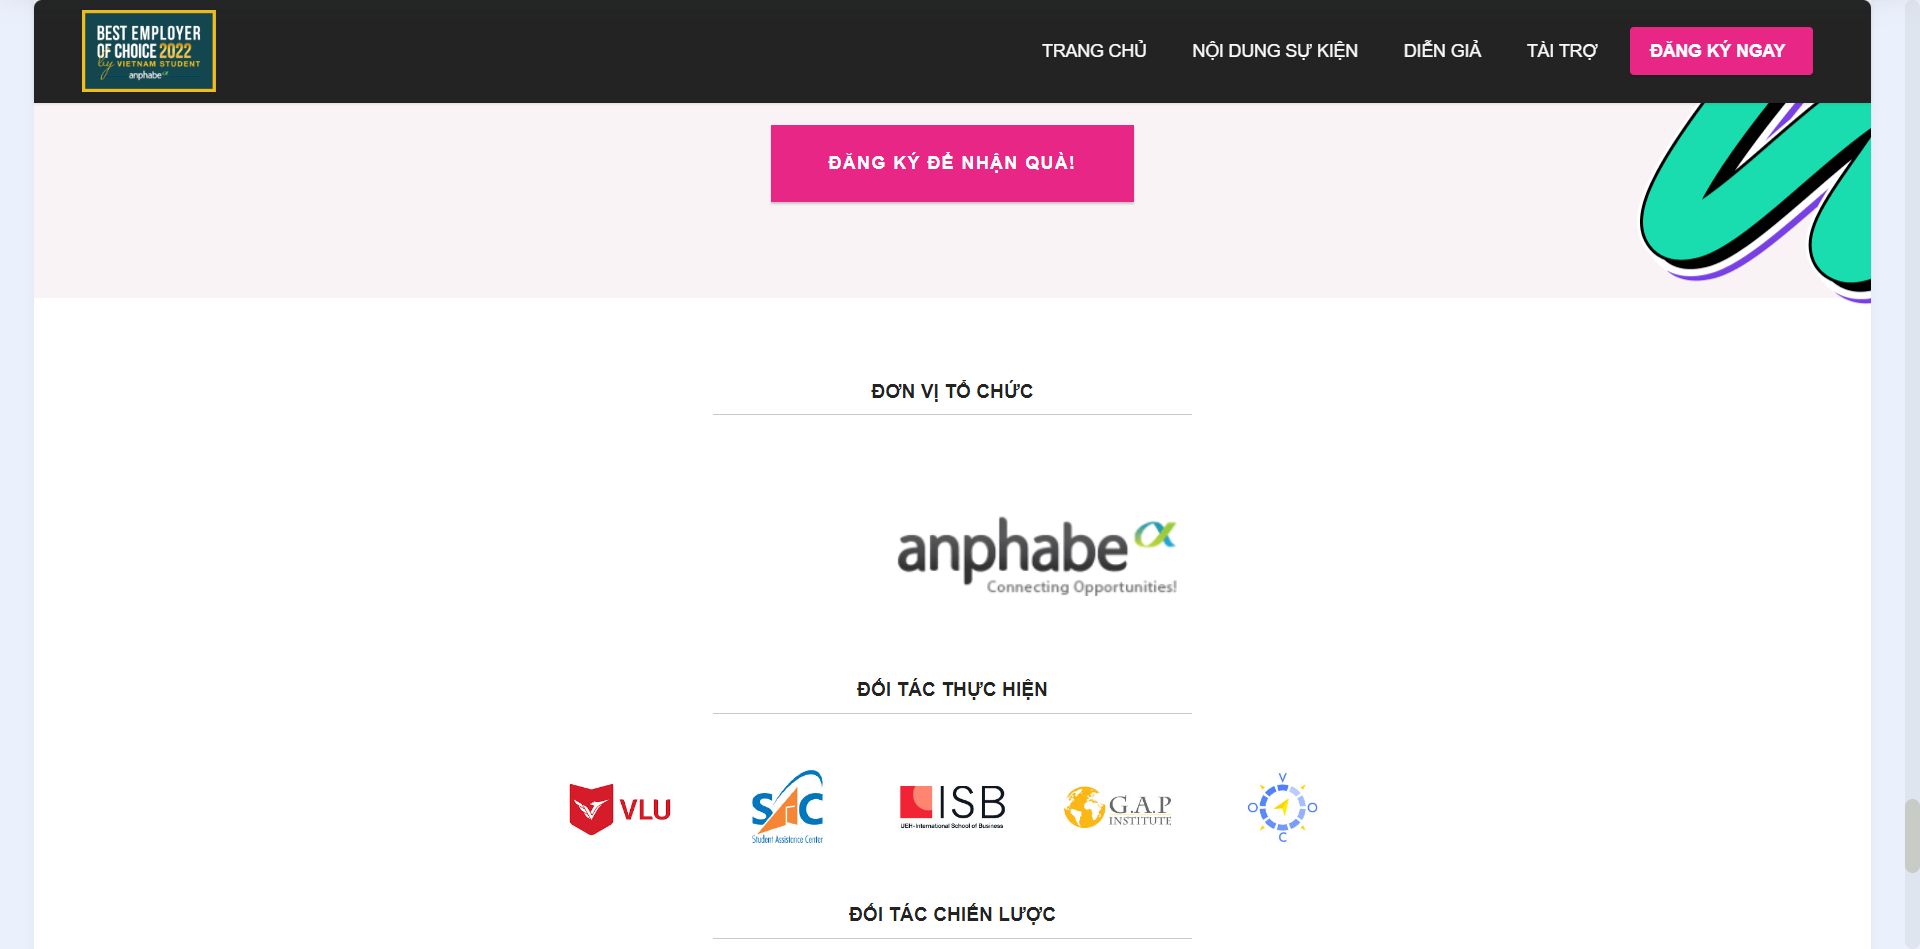 BEST EMPLOYER
OF CHOICE 2022
by VIETNAM STUDENT
anphabe
TRANG CHỦ
NỘI DUNG SỰ KIỆN
DIỄN GIẢ
TÀI TRỢ
ĐĂNG KÝ NGAY
ĐĂNG KÝ ĐỂ NHẬN QUÀ!
ĐƠN VỊ TỔ CHỨC
anphabe
Connecting Opportunities!
ĐỐI TÁC THỰC HIỆN
VLU
SAC
Student Assistance Center
ISB
UEH-International School of Business
G.A.P
INSTITUTE
V
O O
C
ĐỐI TÁC CHIẾN LƯỢC